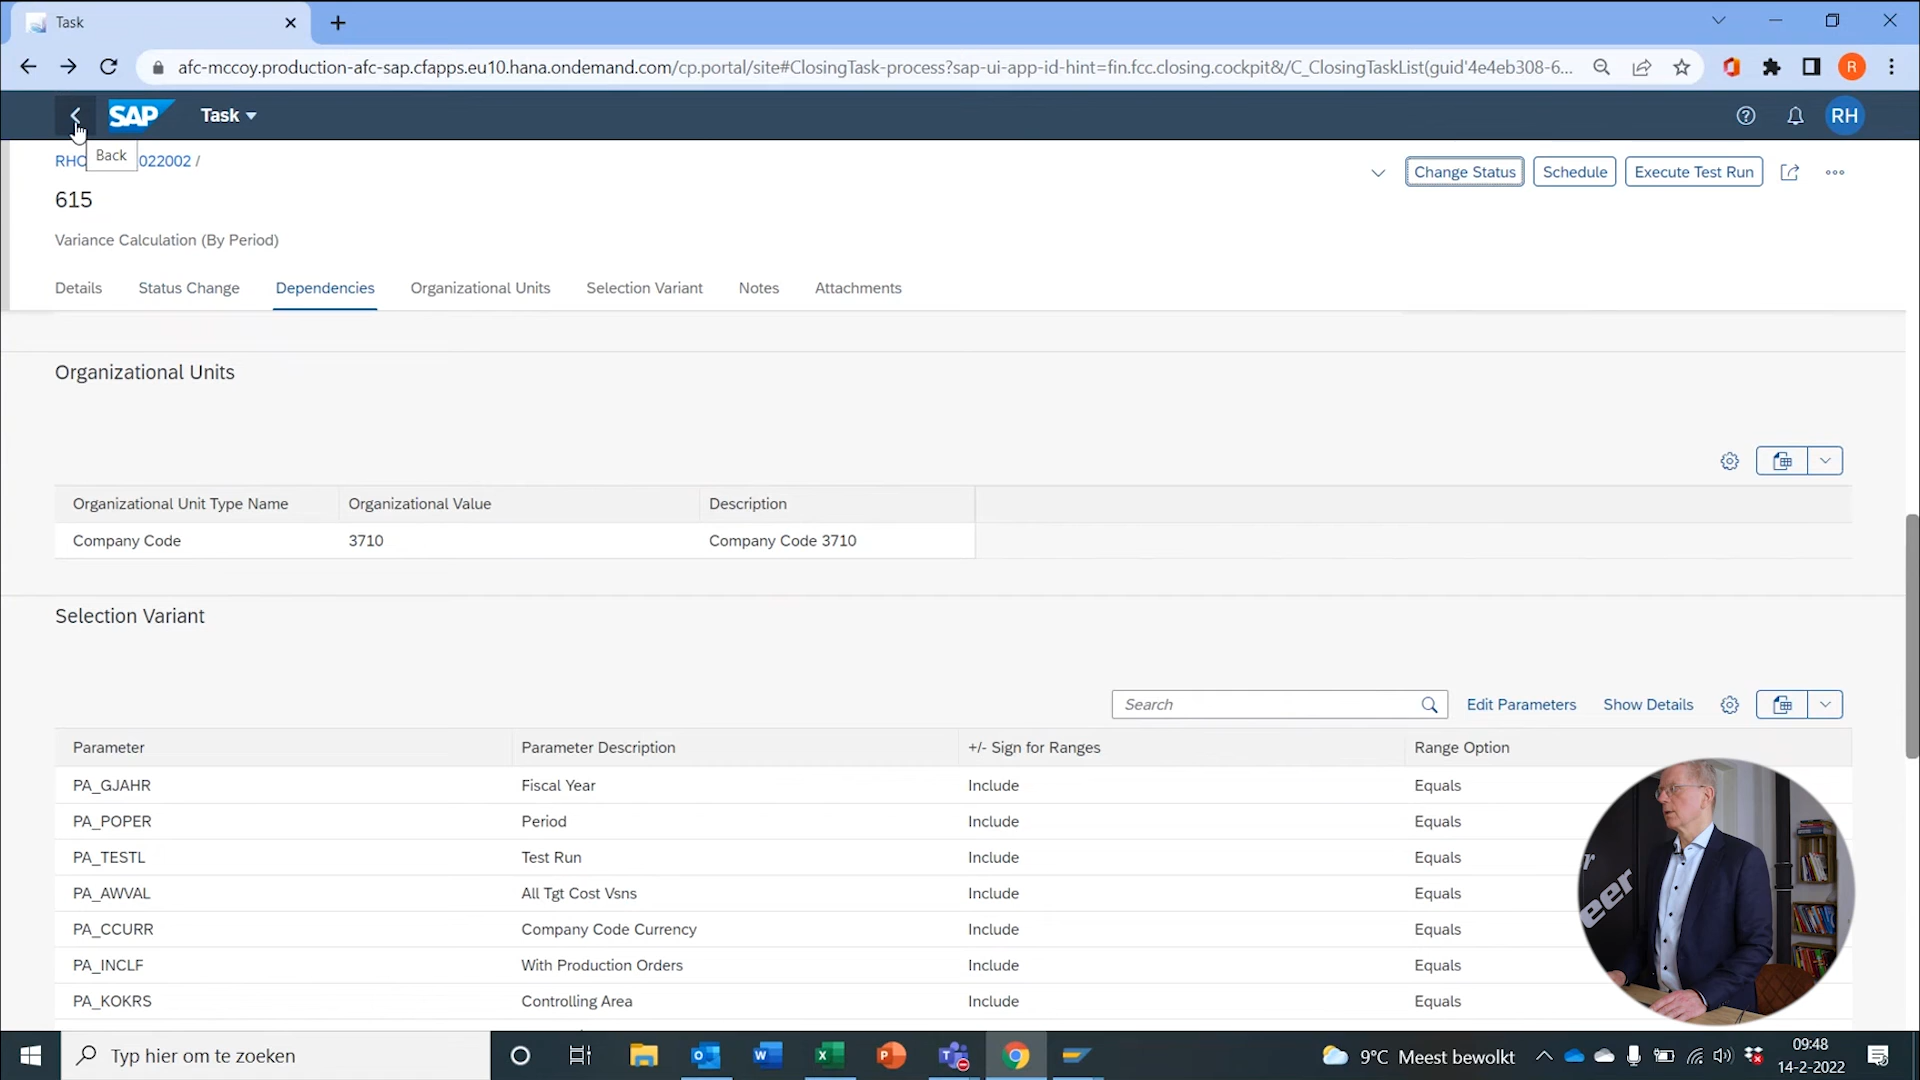 Task
afc-mccoy.production-afc-sap.cfapps.eu10.hana.ondemand.com/cp.portal/site#ClosingTask-process?sap-ui-app-id-hint=fin.fcc.closing.cockpit&/C_ClosingTaskList(guid'4e4eb308-6...
R
SAP
Task
RH
Back
RHC
022002 /
Change Status
Schedule
Execute Test Run
615
Variance Calculation (By Period)
Details
Status Change
Dependencies
Organizational Units
Selection Variant
Notes
Attachments
Organizational Units
Organizational Unit Type Name
Organizational Value
Description
Company Code
3710
Company Code 3710
Selection Variant
Search
Edit Parameters
Show Details
Parameter
Parameter Description
+/- Sign for Ranges
Range Option
PA_GJAHR
Fiscal Year
Include
Equals
PA_POPER
Period
Include
Equals
PA_TESTL
Test Run
Include
Equals
PA_AWVAL
All Tgt Cost Vsns
Include
Equals
PA_CCURR
Company Code Currency
Include
Equals
PA_INCLF
With Production Orders
Include
Equals
PA_KOKRS
Controlling Area
Include
Equals
eer
Typ hier om te zoeken
9°C Meest bewolkt
09:48
14-2-2022